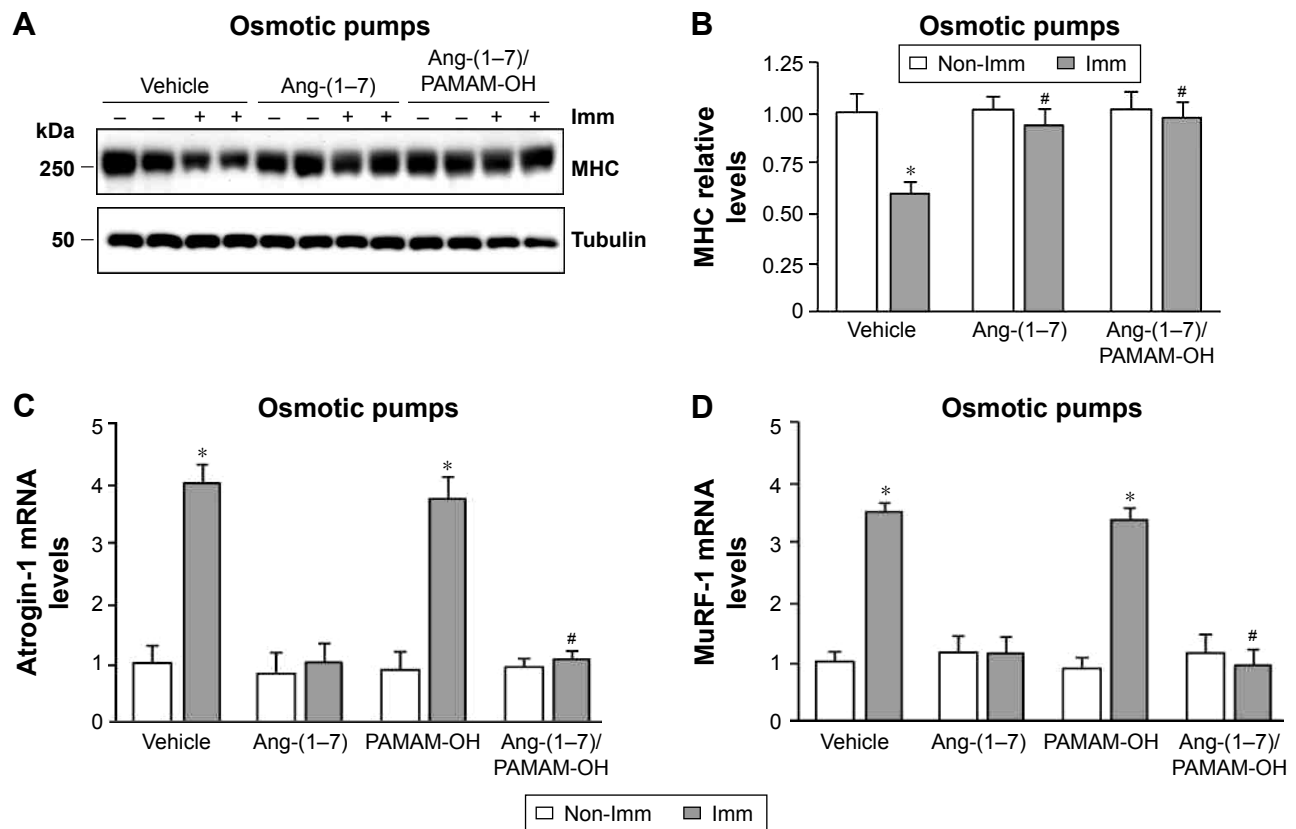 A
Osmotic pumps
Vehicle
Ang-(1–7)
Ang-(1–7)/
PAMAM-OH
– – + + – – + + – – + + Imm
kDa
250
MHC
50
Tubulin
B
Osmotic pumps
Non-Imm Imm
MHC relative
levels
1.25
1.00
0.75
0.50
0.25
0
*
#
#
Vehicle
Ang-(1–7)
Ang-(1–7)/
PAMAM-OH
C
Osmotic pumps
Atrogin-1 mRNA
levels
5
4
3
2
1
0
*
*
#
Vehicle
Ang-(1–7)
PAMAM-OH
Ang-(1–7)/
PAMAM-OH
D
Osmotic pumps
MuRF-1 mRNA
levels
5
4
3
2
1
0
*
*
#
Vehicle
Ang-(1–7)
PAMAM-OH
Ang-(1–7)/
PAMAM-OH
Non-Imm Imm